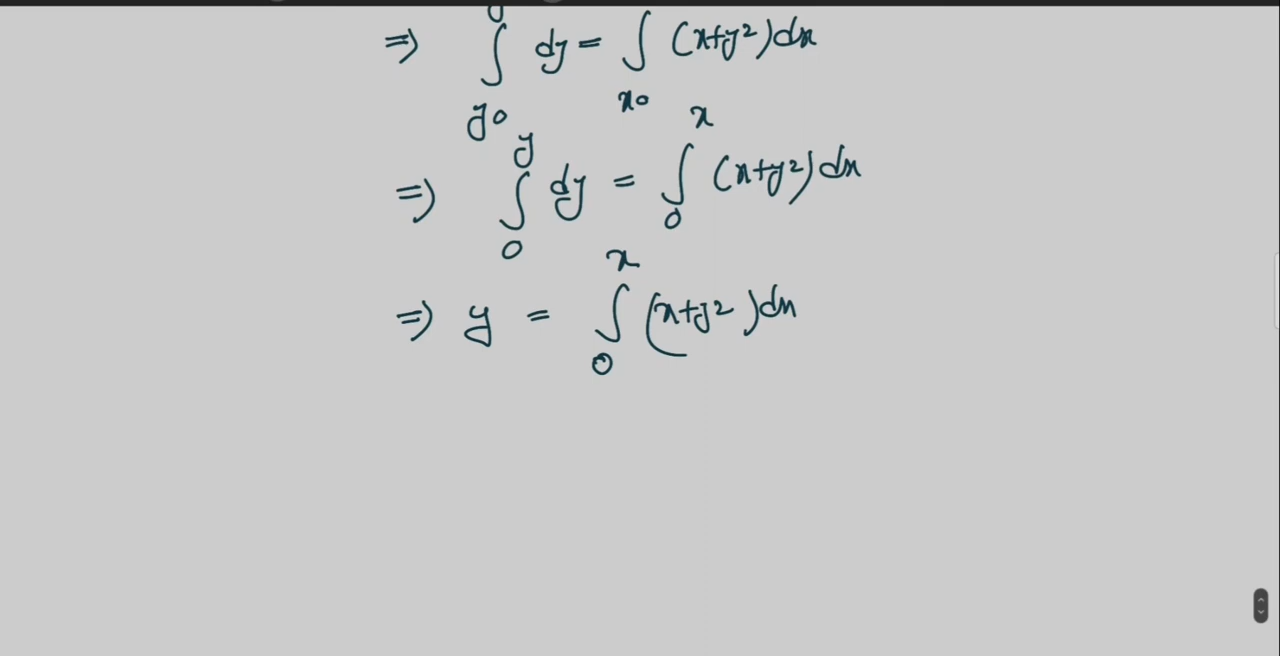 ⇒ ∫_{y0}^{y} dy = ∫_{x0} (x+y²)dx
⇒ ∫_{0}^{y} dy = ∫_{0}^{x} (x+y²)dx
⇒ y = ∫_{0}^{x} (x+y²)dx